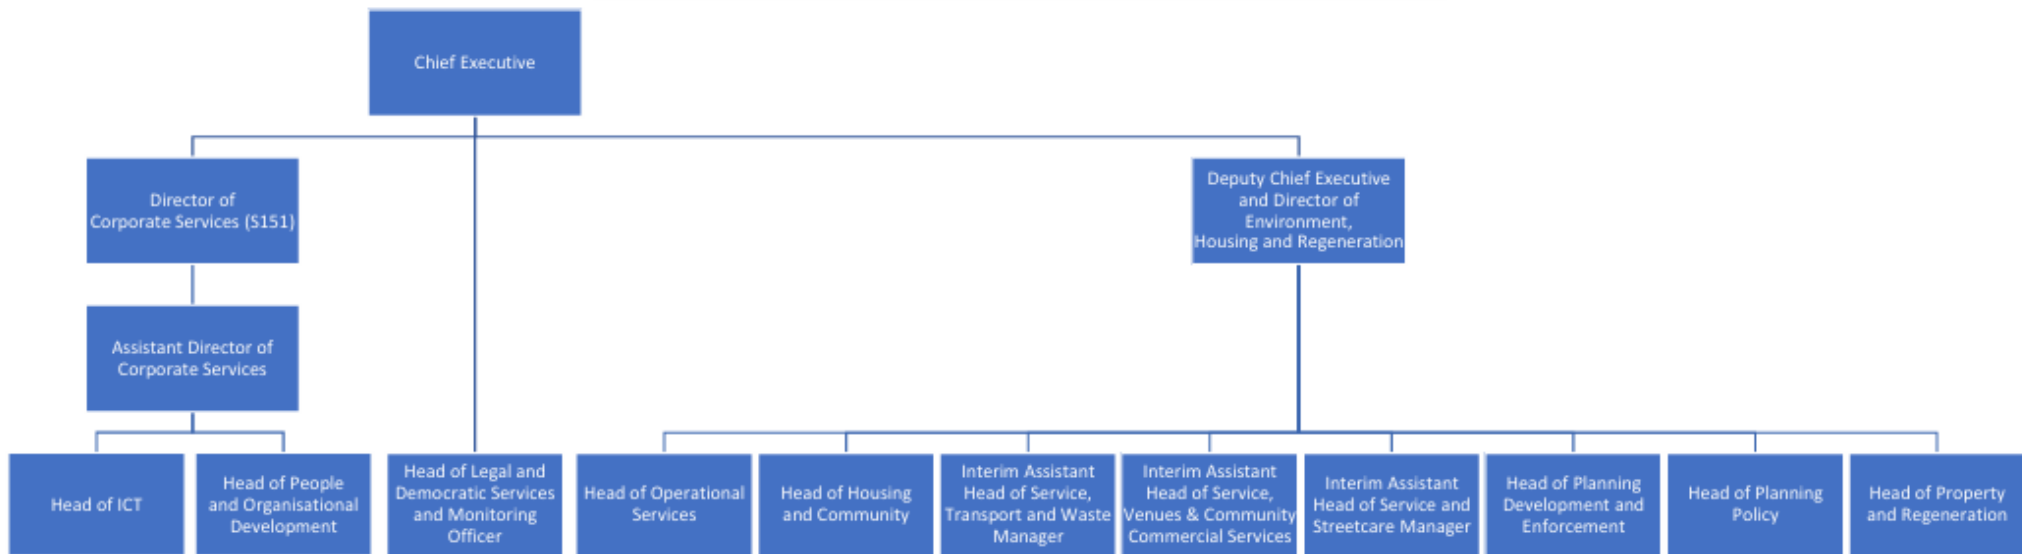 Chief Executive
Director of
Corporate Services (S151)
Deputy Chief Executive
and Director of
Environment,
Housing and Regeneration
Assistant Director of
Corporate Services
Head of ICT
Head of People
and Organisational
Development
Head of Legal and
Democratic Services
and Monitoring
Officer
Head of Operational
Services
Head of Housing
and Community
Interim Assistant
Head of Service,
Transport and Waste
Manager
Interim Assistant
Head of Service,
Venues & Community
Commercial Services
Interim Assistant
Head of Service and
Streetcare Manager
Head of Planning
Development and
Enforcement
Head of Planning
Policy
Head of Property
and Regeneration